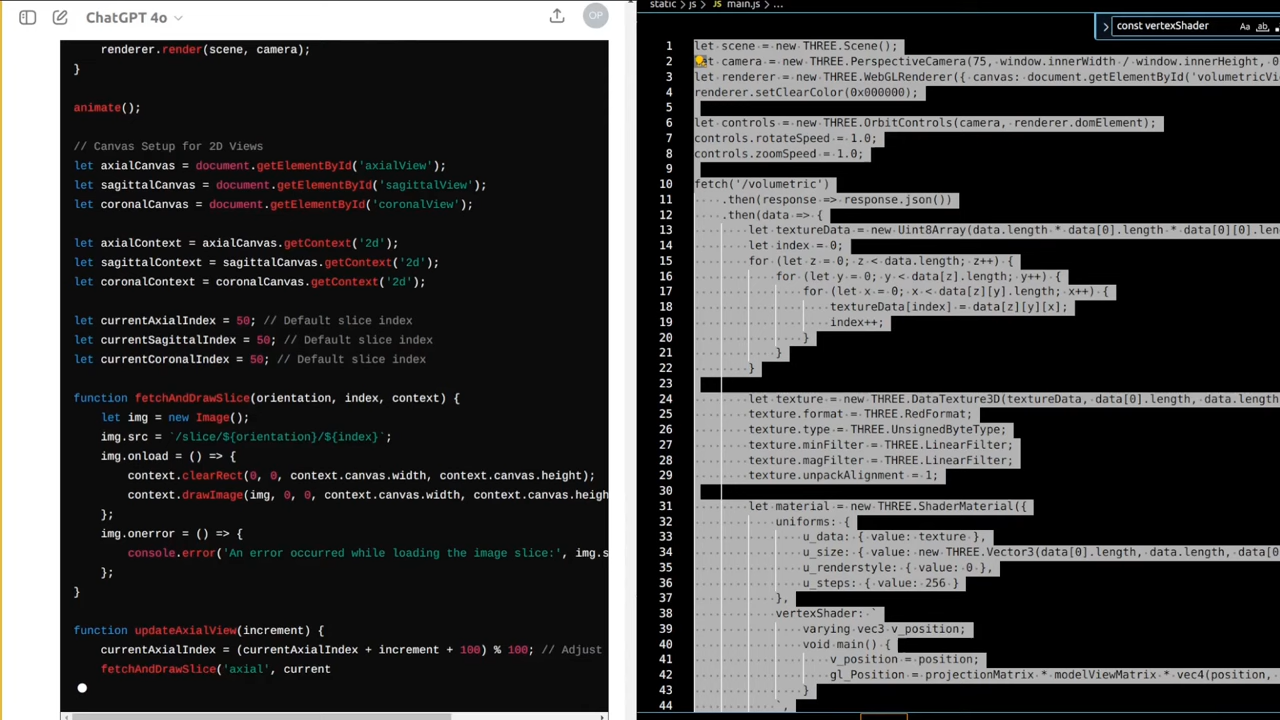 ChatGPT 4o
OP
renderer.render(scene, camera);
}
animate();
// Canvas Setup for 2D Views
let axialCanvas = document.getElementById('axialView');
let sagittalCanvas = document.getElementById('sagittalView');
let coronalCanvas = document.getElementById('coronalView');
let axialContext = axialCanvas.getContext('2d');
let sagittalContext = sagittalCanvas.getContext('2d');
let coronalContext = coronalCanvas.getContext('2d');
let currentAxialIndex = 50; // Default slice index
let currentSagittalIndex = 50; // Default slice index
let currentCoronalIndex = 50; // Default slice index
function fetchAndDrawSlice(orientation, index, context) {
let img = new Image();
img.src = `/slice/${orientation}/${index}`;
img.onload = () => {
context.clearRect(0, 0, context.canvas.width, context.canvas.height);
context.drawImage(img, 0, 0, context.canvas.width, context.canvas.heigh
};
img.onerror = () => {
console.error('An error occurred while loading the image slice:', img.s
};
}
function updateAxialView(increment) {
currentAxialIndex = (currentAxialIndex + increment + 100) % 100; // Adjust
fetchAndDrawSlice('axial', current
static > js > JS main.js > ...
const vertexShader Aa ab
1 let scene = new THREE.Scene();
2 let camera = new THREE.PerspectiveCamera(75, window.innerWidth / window.innerHeight, 0
3 let renderer = new THREE.WebGLRenderer({ canvas: document.getElementById('volumetricVi
4 renderer.setClearColor(0x000000);
5
6 let controls = new THREE.OrbitControls(camera, renderer.domElement);
7 controls.rotateSpeed = 1.0;
8 controls.zoomSpeed = 1.0;
9
10 fetch('/volumetric')
11 .then(response => response.json())
12 .then(data => {
13 let textureData = new Uint8Array(data.length * data[0].length * data[0][0].len
14 let index = 0;
15 for (let z = 0; z < data.length; z++) {
16 for (let y = 0; y < data[z].length; y++) {
17 for (let x = 0; x < data[z][y].length; x++) {
18 textureData[index] = data[z][y][x];
19 index++;
20 }
21 }
22 }
23
24 let texture = new THREE.DataTexture3D(textureData, data[0].length, data.length
25 texture.format = THREE.RedFormat;
26 texture.type = THREE.UnsignedByteType;
27 texture.minFilter = THREE.LinearFilter;
28 texture.magFilter = THREE.LinearFilter;
29 texture.unpackAlignment = 1;
30
31 let material = new THREE.ShaderMaterial({
32 uniforms: {
33 u_data: { value: texture },
34 u_size: { value: new THREE.Vector3(data[0].length, data.length, data[0
35 u_renderstyle: { value: 0 },
36 u_steps: { value: 256 }
37 },
38 vertexShader: `
39 varying vec3 v_position;
40 void main() {
41 v_position = position;
42 gl_Position = projectionMatrix * modelViewMatrix * vec4(position,
43 }
44 `,